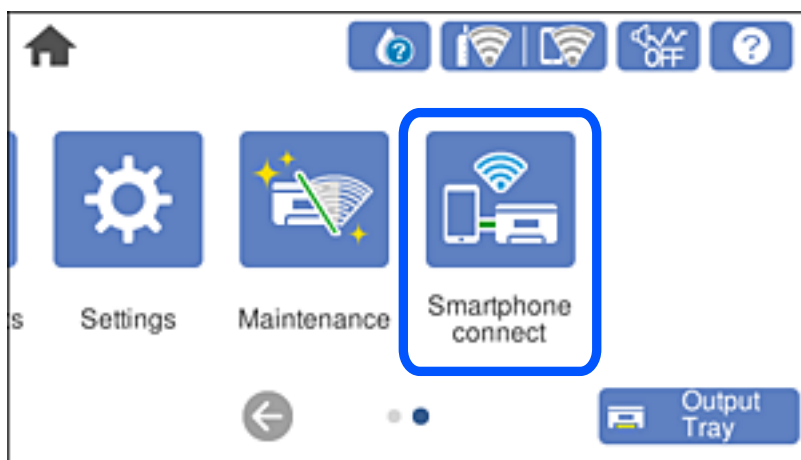 ?
OFF
?
s
Settings
Maintenance
Smartphone
connect
Output
Tray